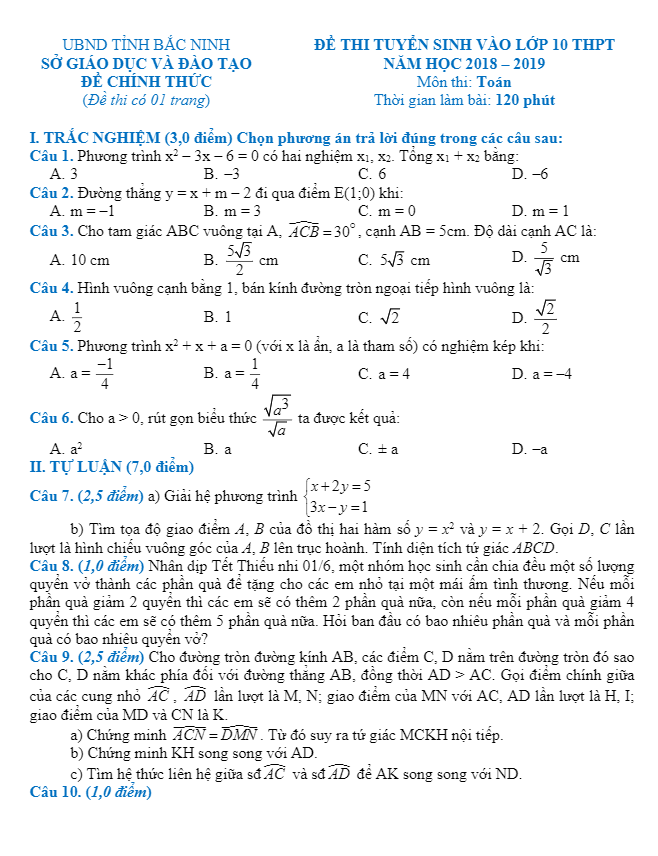 UBND TỈNH BẮC NINH
SỞ GIÁO DỤC VÀ ĐÀO TẠO
ĐỀ CHÍNH THỨC
(Đề thi có 01 trang)
ĐỀ THI TUYỂN SINH VÀO LỚP 10 THPT
NĂM HỌC 2018 – 2019
Môn thi: Toán
Thời gian làm bài: 120 phút
I. TRẮC NGHIỆM (3,0 điểm) Chọn phương án trả lời đúng trong các câu sau:
Câu 1. Phương trình x² – 3x – 6 = 0 có hai nghiệm x₁, x₂. Tổng x₁ + x₂ bằng:
A. 3 B. –3 C. 6 D. –6
Câu 2. Đường thẳng y = x + m – 2 đi qua điểm E(1;0) khi:
A. m = –1 B. m = 3 C. m = 0 D. m = 1
Câu 3. Cho tam giác ABC vuông tại A, $\widehat{ACB}=30°$, cạnh AB = 5cm. Độ dài cạnh AC là:
A. 10 cm B. $\frac{5\sqrt{3}}{2}$ cm C. $5\sqrt{3}$ cm D. $\frac{5}{\sqrt{3}}$ cm
Câu 4. Hình vuông cạnh bằng 1, bán kính đường tròn ngoại tiếp hình vuông là:
A. $\frac{1}{2}$ B. 1 C. $\sqrt{2}$ D. $\frac{\sqrt{2}}{2}$
Câu 5. Phương trình x² + x + a = 0 (với x là ẩn, a là tham số) có nghiệm kép khi:
A. a = $\frac{-1}{4}$ B. a = $\frac{1}{4}$ C. a = 4 D. a = –4
Câu 6. Cho a > 0, rút gọn biểu thức $\frac{\sqrt{a^3}}{\sqrt{a}}$ ta được kết quả:
A. a² B. a C. ± a D. –a
II. TỰ LUẬN (7,0 điểm)
Câu 7. (2,5 điểm) a) Giải hệ phương trình $\begin{cases}x+2y=5\\3x-y=1\end{cases}$
b) Tìm tọa độ giao điểm A, B của đồ thị hai hàm số y = x² và y = x + 2. Gọi D, C lần
lượt là hình chiếu vuông góc của A, B lên trục hoành. Tính diện tích tứ giác ABCD.
Câu 8. (1,0 điểm) Nhân dịp Tết Thiếu nhi 01/6, một nhóm học sinh cần chia đều một số lượng
quyển vở thành các phần quà để tặng cho các em nhỏ tại một mái ấm tình thương. Nếu mỗi
phần quà giảm 2 quyển thì các em sẽ có thêm 2 phần quà nữa, còn nếu mỗi phần quà giảm 4
quyển thì các em sẽ có thêm 5 phần quà nữa. Hỏi ban đầu có bao nhiêu phần quà và mỗi phần
quà có bao nhiêu quyển vở?
Câu 9. (2,5 điểm) Cho đường tròn đường kính AB, các điểm C, D nằm trên đường tròn đó sao
cho C, D nằm khác phía đối với đường thẳng AB, đồng thời AD > AC. Gọi điểm chính giữa
của các cung nhỏ $\widehat{AC}$, $\widehat{AD}$ lần lượt là M, N; giao điểm của MN với AC, AD lần lượt là H, I;
giao điểm của MD và CN là K.
a) Chứng minh $\widehat{ACN}=\widehat{DMN}$. Từ đó suy ra tứ giác MCKH nội tiếp.
b) Chứng minh KH song song với AD.
c) Tìm hệ thức liên hệ giữa sđ$\widehat{AC}$ và sđ$\widehat{AD}$ để AK song song với ND.
Câu 10. (1,0 điểm)